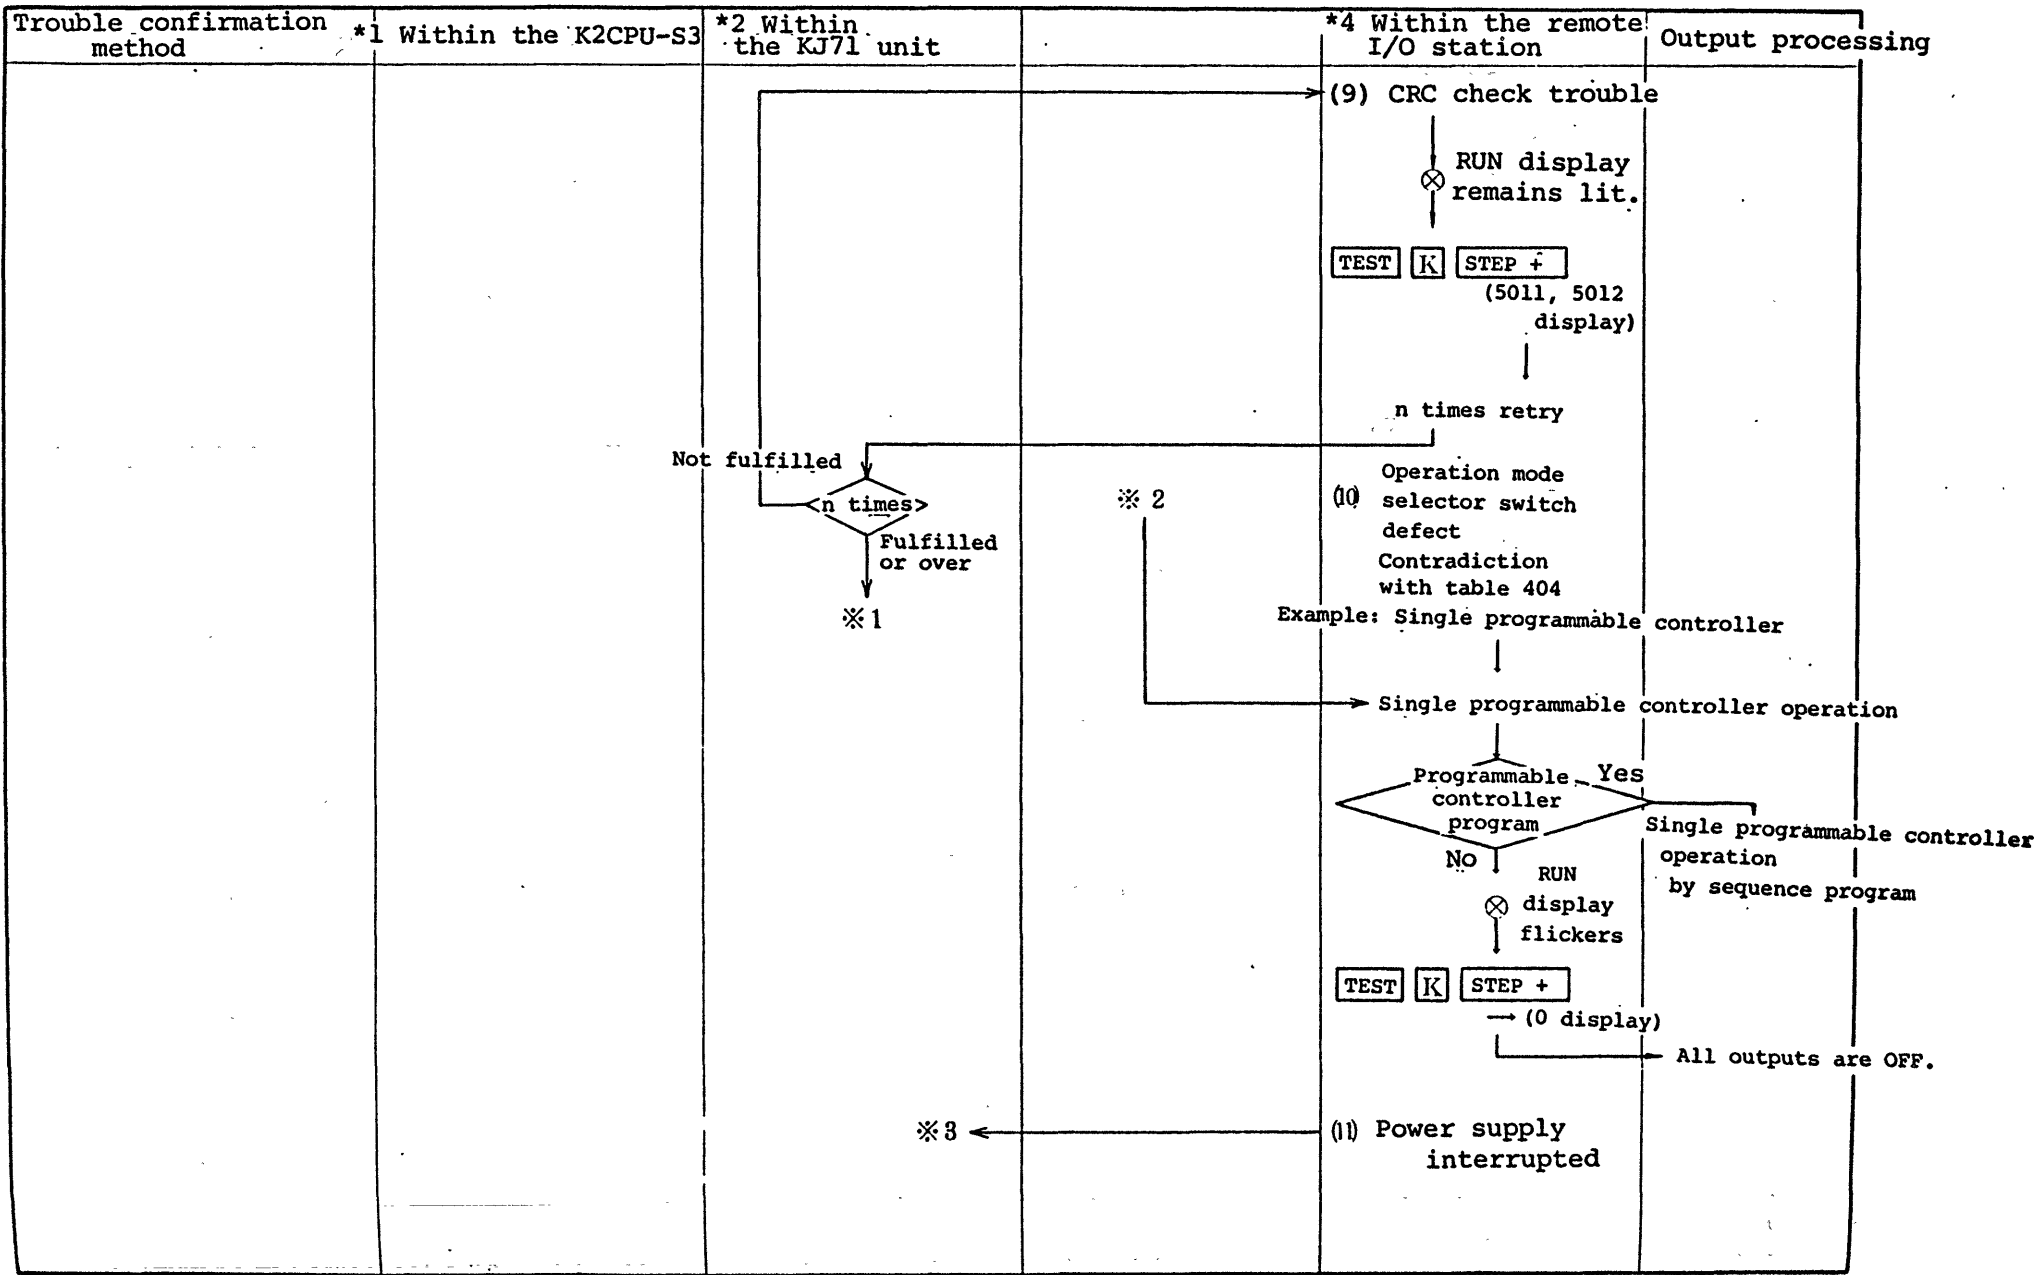 Trouble confirmation
method
*1 Within the K2CPU-S3
*2 Within
the KJ71 unit
*4 Within the remote
I/O station
Output processing
(9) CRC check trouble
RUN display
remains lit.
TEST K STEP +
(5011, 5012
display)
n times retry
Not fulfilled
n times
Fulfilled
or over
※1
※2
(10) Operation mode
selector switch
defect
Contradiction
with table 404
Example: Single programmable controller
Single programmable controller operation
Programmable
controller
program
Yes
Single programmable controller
operation
by sequence program
No
RUN
display
flickers
TEST K STEP +
→ (0 display)
All outputs are OFF.
※3
(11) Power supply
interrupted